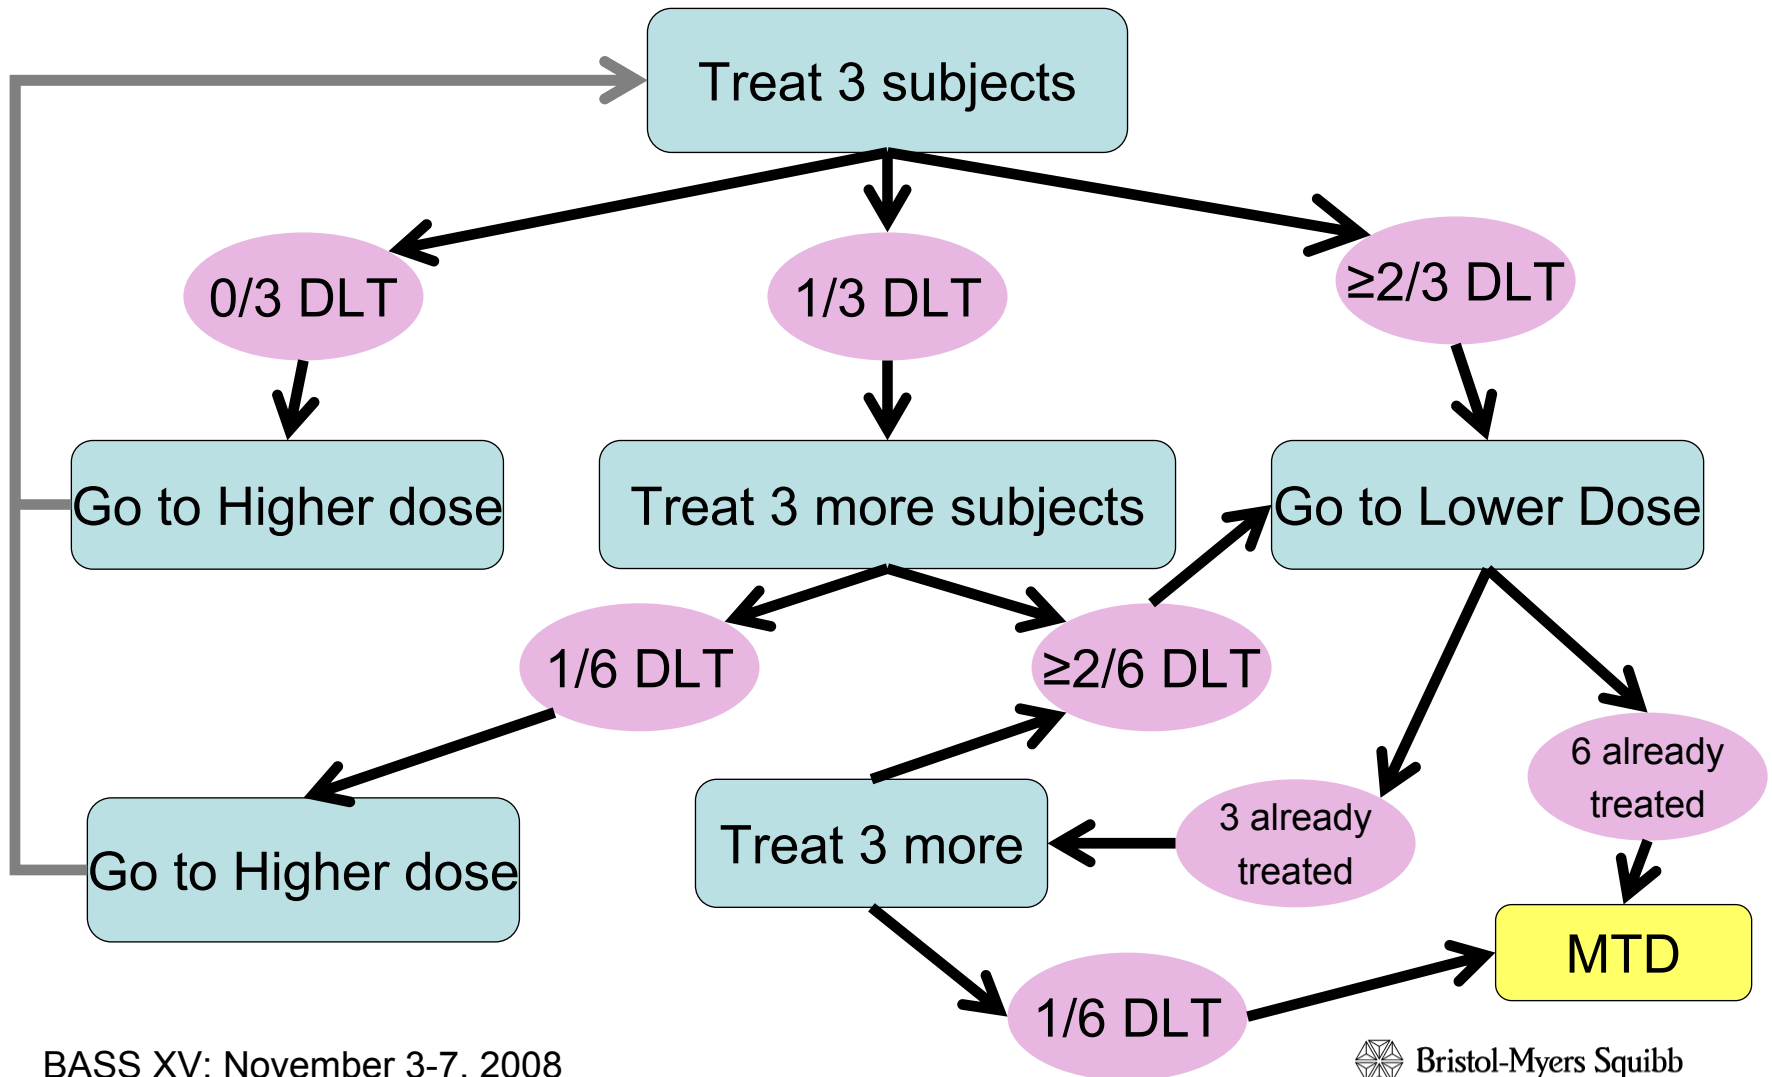 Treat 3 subjects
0/3 DLT
1/3 DLT
≥2/3 DLT
Go to Higher dose
Treat 3 more subjects
Go to Lower Dose
1/6 DLT
≥2/6 DLT
6 already
treated
3 already
treated
Treat 3 more
Go to Higher dose
MTD
1/6 DLT
BASS XV: November 3-7, 2008
Bristol-Myers Squibb